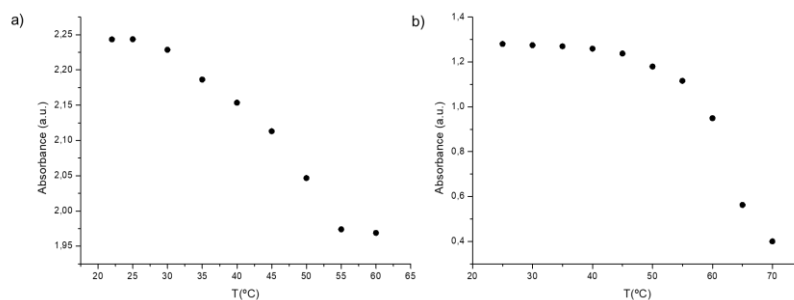 a)
2,25
2,20
2,15
2,10
2,05
2,00
1,95
Absorbance (a.u.)
20 25 30 35 40 45 50 55 60 65
T(ºC)
b)
1,4
1,2
1,0
0,8
0,6
0,4
Absorbance (a.u.)
20 30 40 50 60 70
T(ºC)